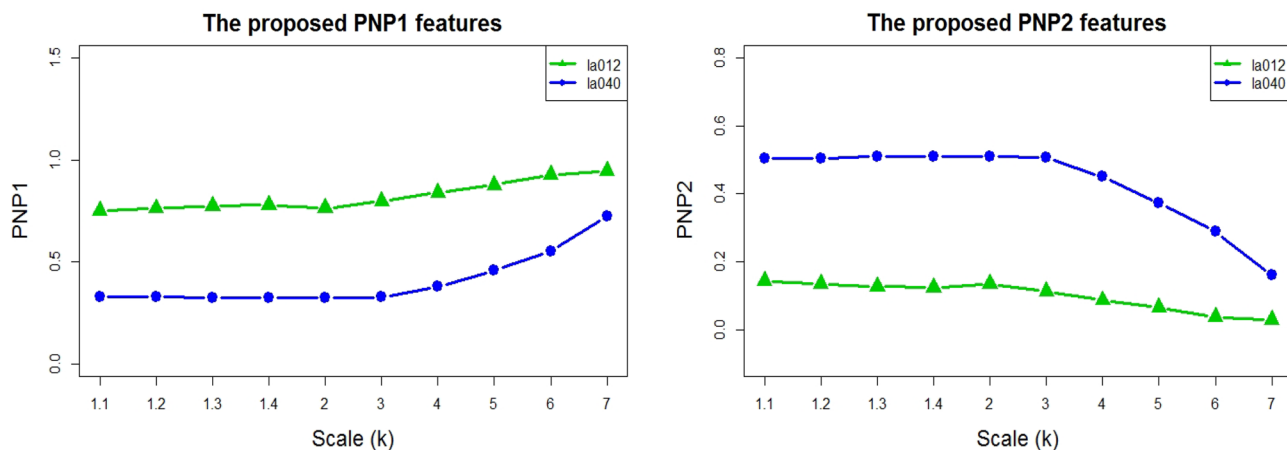 The proposed PNP1 features
PNP1
1.5
1.0
0.5
0.0
la012
la040
1.1 1.2 1.3 1.4 2 3 4 5 6 7
Scale (k)
The proposed PNP2 features
PNP2
0.8
0.6
0.4
0.2
0.0
la012
la040
1.1 1.2 1.3 1.4 2 3 4 5 6 7
Scale (k)